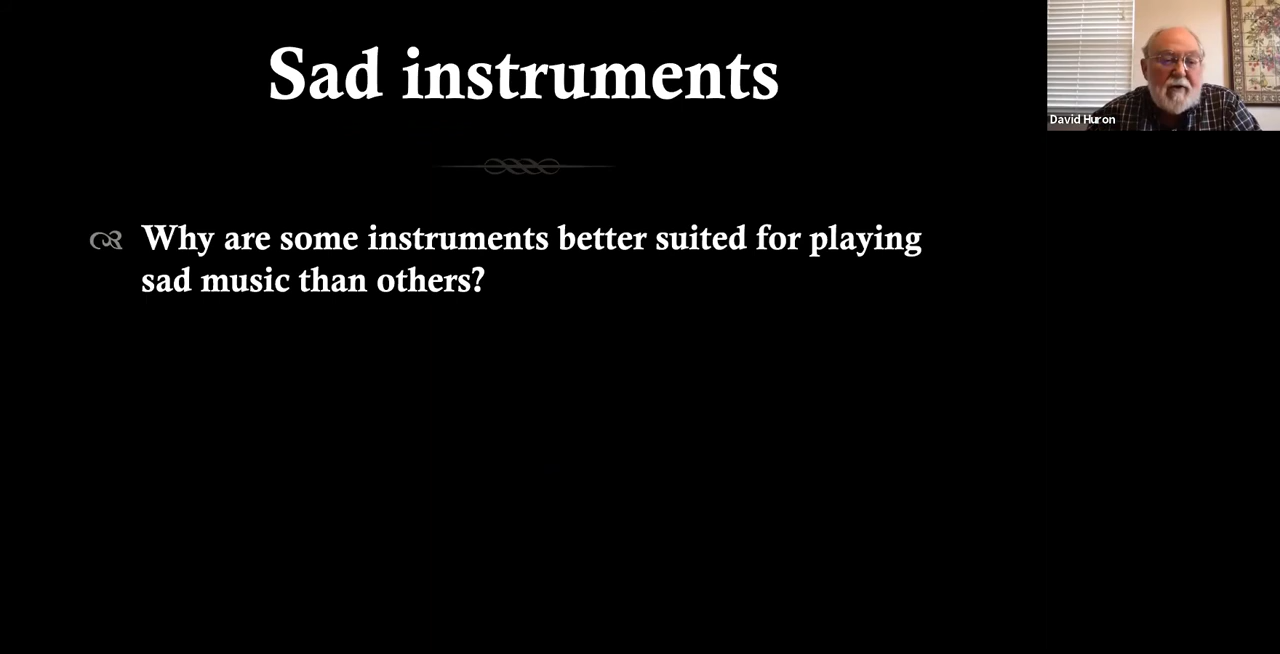 Sad instruments
David Huron
Why are some instruments better suited for playing
sad music than others?